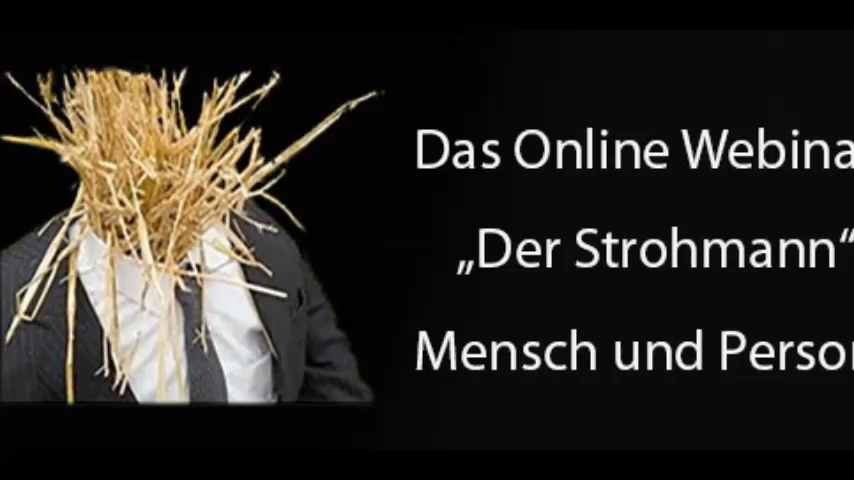 Das Online Webina
„Der Strohmann“
Mensch und Perso